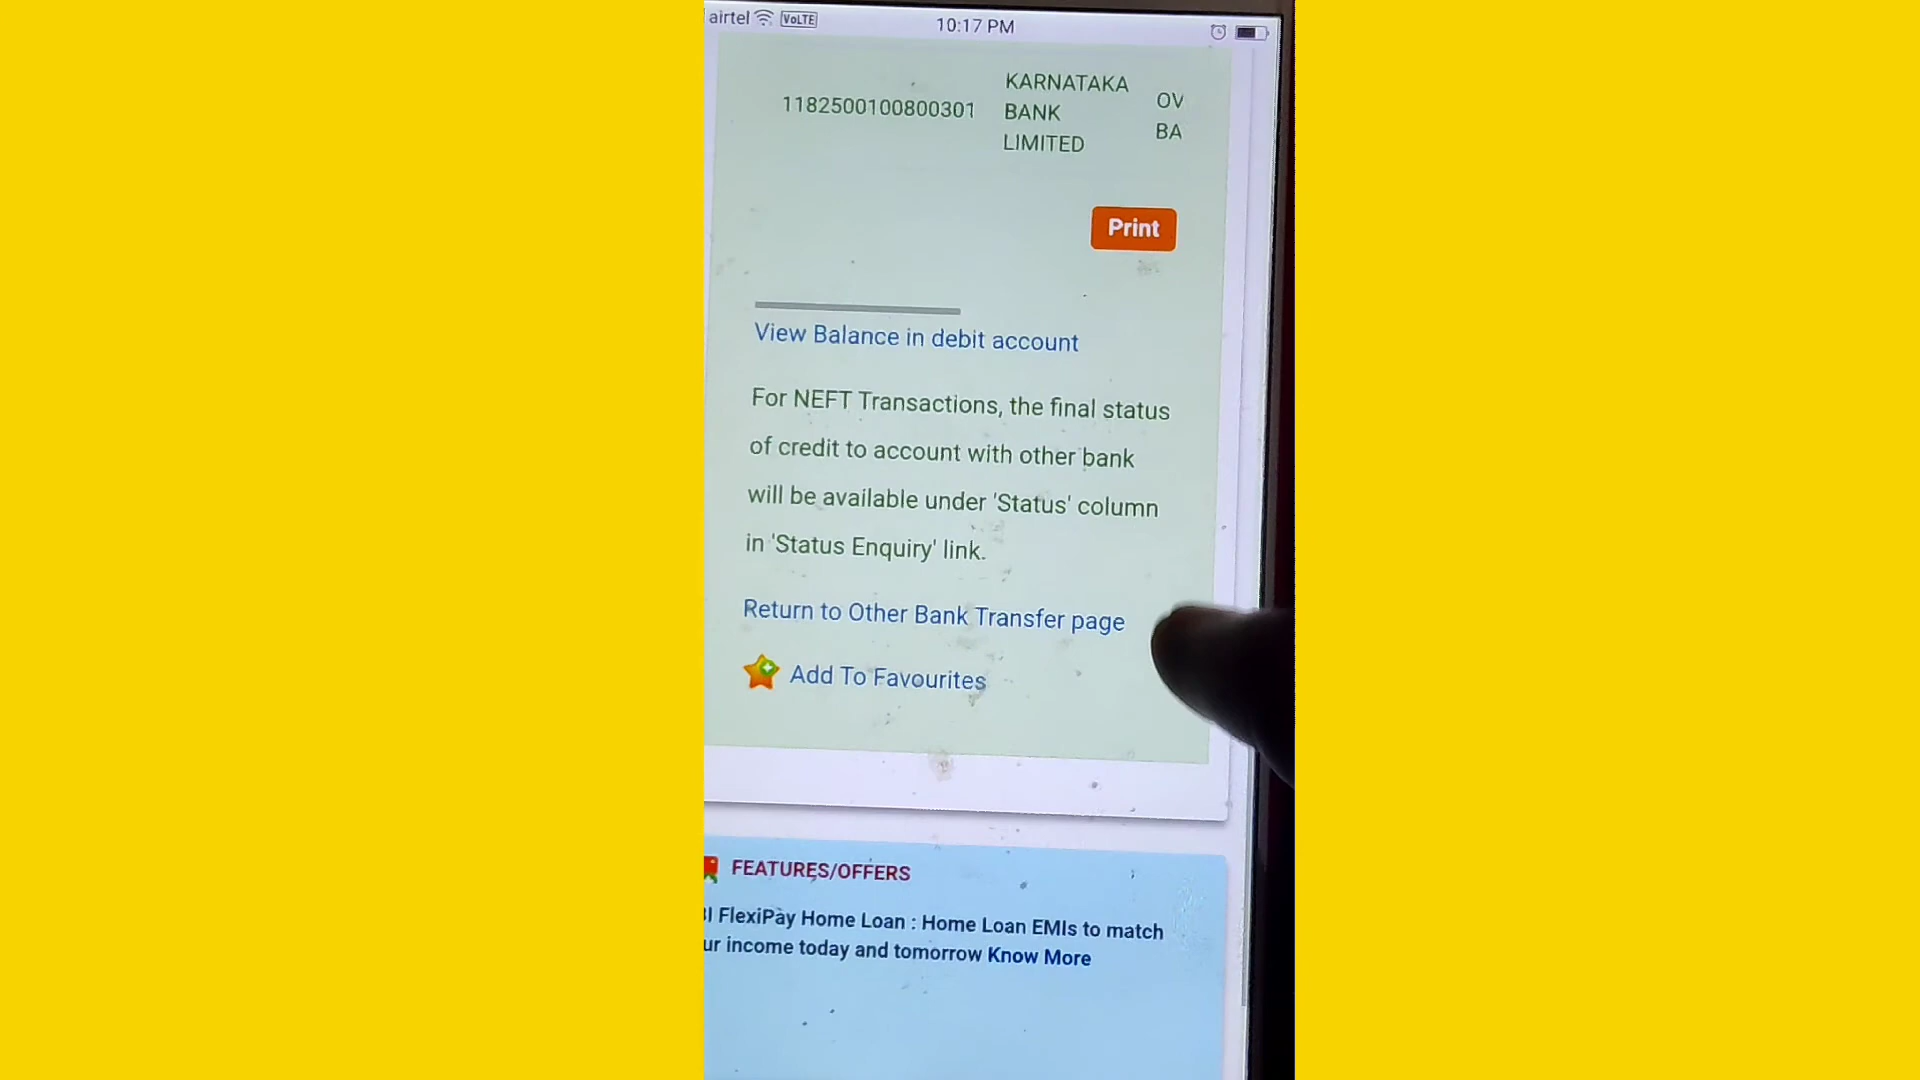 airtel VoLTE 10:17 PM
KARNATAKA
1182500100800301 BANK OV
LIMITED BA
Print
View Balance in debit account
For NEFT Transactions, the final status
of credit to account with other bank
will be available under 'Status' column
in 'Status Enquiry' link.
Return to Other Bank Transfer page
Add To Favourites
FEATURES/OFFERS
FlexiPay Home Loan : Home Loan EMIs to match
income today and tomorrow Know More